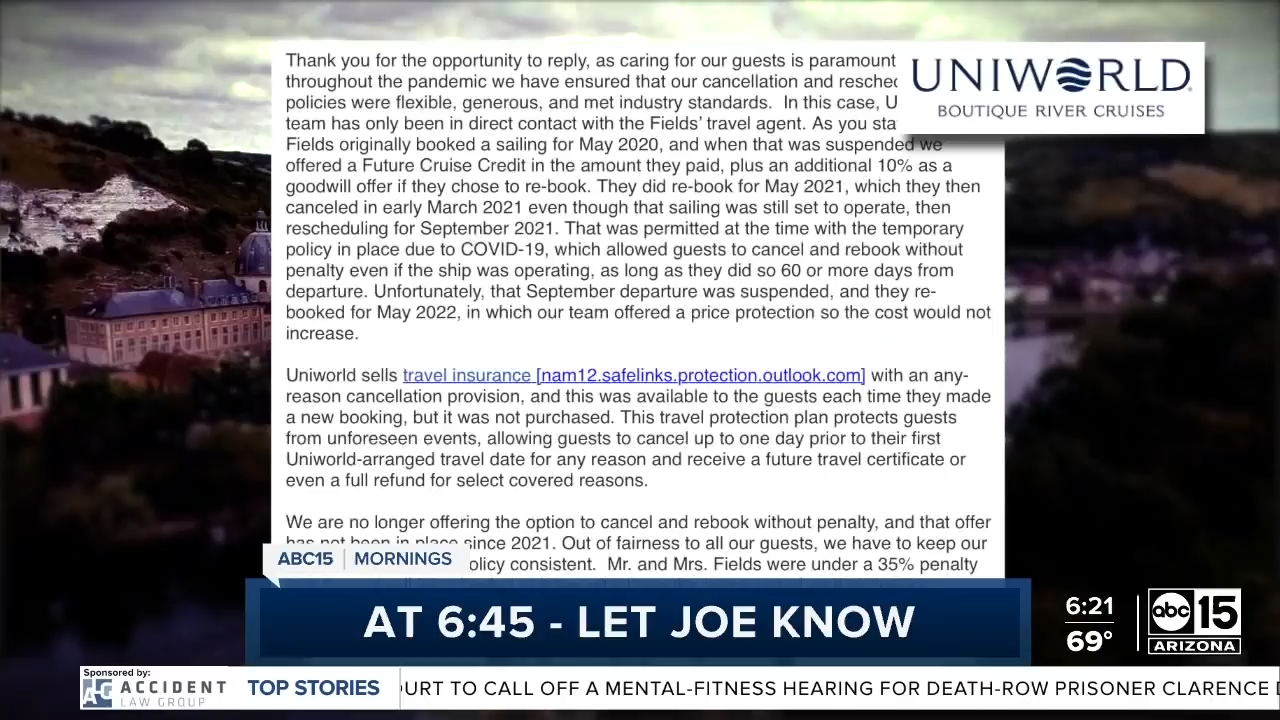 Thank you for the opportunity to reply, as caring for our guests is paramount
throughout the pandemic we have ensured that our cancellation and
policies were flexible, generous, and met industry standards. In this case,
team has only been in direct contact with the Fields' travel agent. As you
Fields originally booked a sailing for May 2020, and when that was suspended we
offered a Future Cruise Credit in the amount they paid, plus an additional 10% as a
goodwill offer if they chose to re-book. They did re-book for May 2021, which they then
canceled in early March 2021 even though that sailing was still set to operate, then
rescheduling for September 2021. That was permitted at the time with the temporary
policy in place due to COVID-19, which allowed guests to cancel and rebook without
penalty even if the ship was operating, as long as they did so 60 or more days from
departure. Unfortunately, that September departure was suspended, and they re-
booked for May 2022, in which our team offered a price protection so the cost would not
increase.
Uniworld sells travel insurance [nam12.safelinks.protection.outlook.com] with an any-
reason cancellation provision, and this was available to the guests each time they made
a new booking, but it was not purchased. This travel protection plan protects guests
from unforeseen events, allowing guests to cancel up to one day prior to their first
Uniworld-arranged travel date for any reason and receive a future travel certificate or
even a full refund for select covered reasons.
We are no longer offering the option to cancel and rebook without penalty, and that offer
has not been in place since 2021. Out of fairness to all our guests, we have to keep our
consistent. Mr. and Mrs. Fields were under a 35% penalty
UNIWORLD®
BOUTIQUE RIVER CRUISES
ABC15 | MORNINGS
AT 6:45 - LET JOE KNOW
6:21
69°
abc 15
ARIZONA
Sponsored by:
ALG ACCIDENT
LAW GROUP
TOP STORIES
URT TO CALL OFF A MENTAL-FITNESS HEARING FOR DEATH-ROW PRISONER CLARENCE